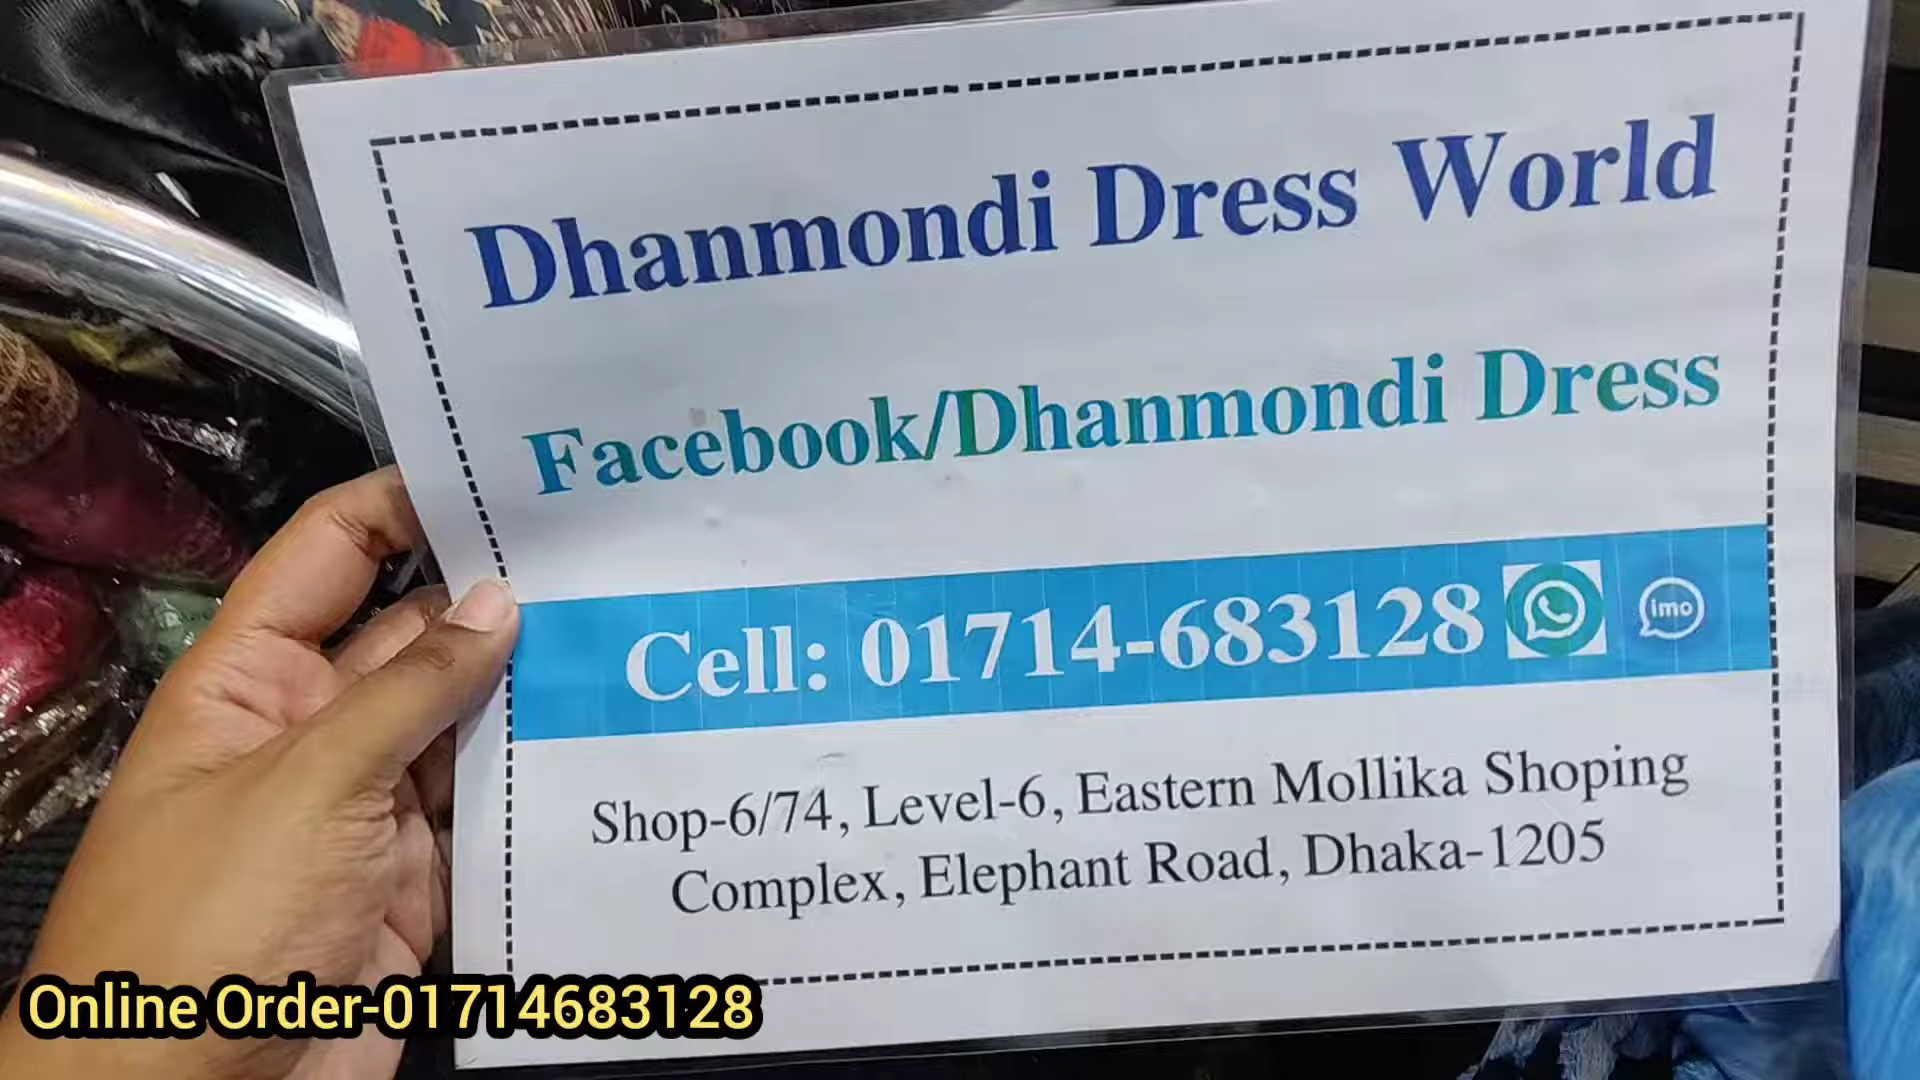 Dhanmondi Dress World
Facebook/Dhanmondi Dress
Cell: 01714-683128 imo
Shop-6/74, Level-6, Eastern Mollika Shoping
Complex, Elephant Road, Dhaka-1205
Online Order-01714683128